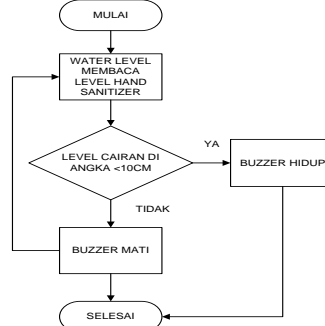 MULAI
WATER LEVEL
MEMBACA
LEVEL HAND
SANITIZER
LEVEL CAIRAN DI
ANGKA <10CM
YA
BUZZER HIDUP
TIDAK
BUZZER MATI
SELESAI